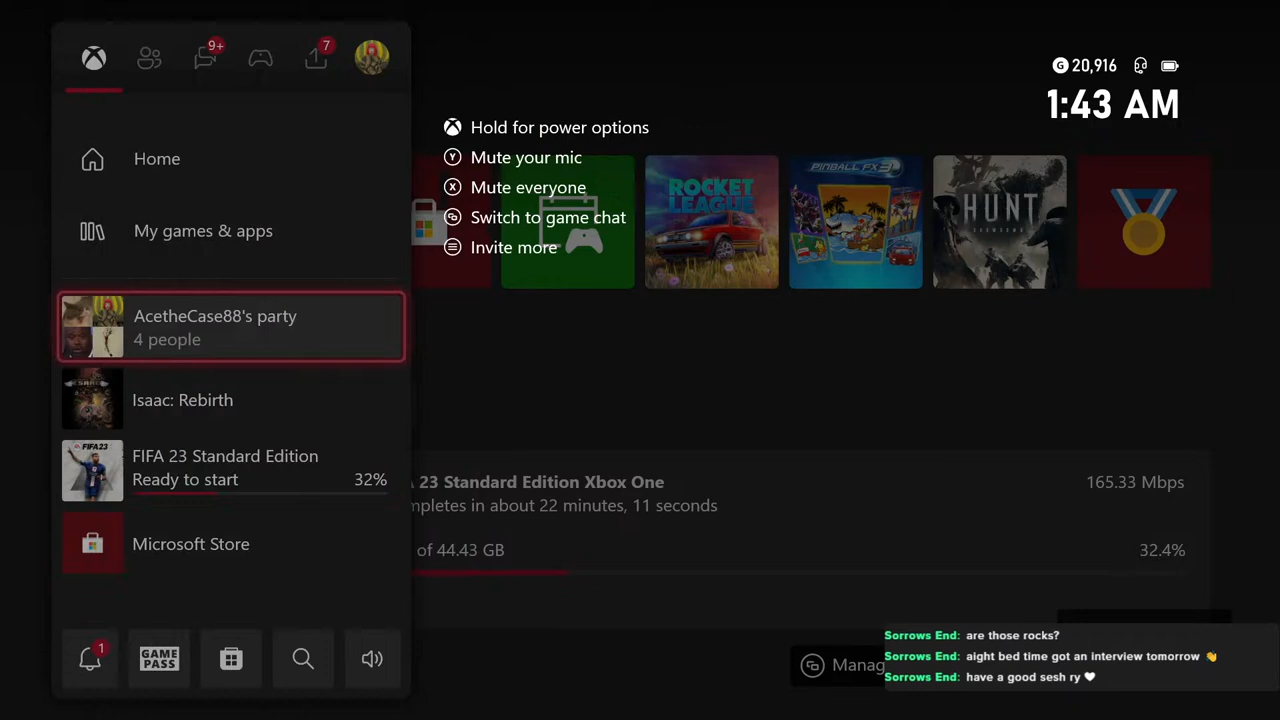 9+
7
20,916
1:43 AM
Home
My games & apps
AcetheCase88's party
4 people
Isaac: Rebirth
FIFA 23 Standard Edition
Ready to start 32%
Microsoft Store
1
GAME
PASS
Hold for power options
Mute your mic
Mute everyone
Switch to game chat
Invite more
ROCKET
LEAGUE
PINBALL FX3
HUNT
23 Standard Edition Xbox One
165.33 Mbps
mpletes in about 22 minutes, 11 seconds
of 44.43 GB
32.4%
Manag
Sorrows End: are those rocks?
Sorrows End: aight bed time got an interview tomorrow 👏
Sorrows End: have a good sesh ry 🤍